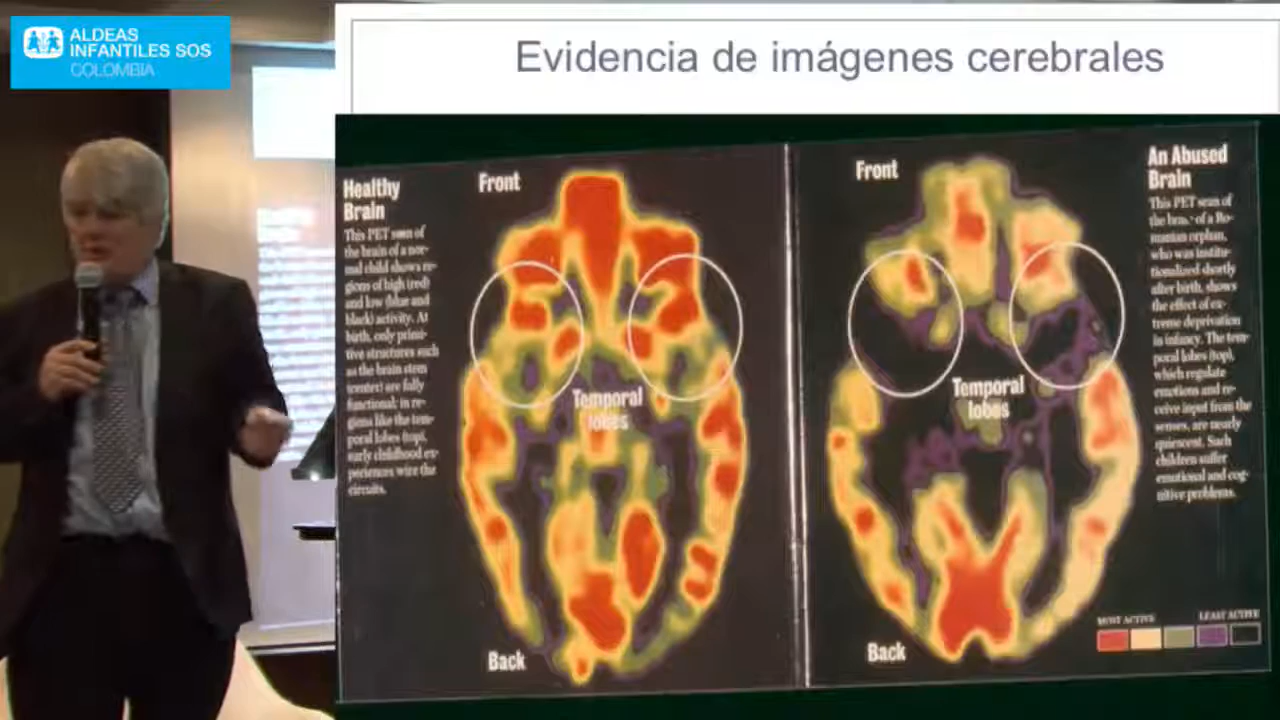 ALDEAS
INFANTILES SOS
COLOMBIA
Evidencia de imágenes cerebrales
Healthy
Brain
This PET scan of
the brain of a nor-
mal child shows re-
gions of high (red)
and low (blue and
black) activity. At
birth, only primi-
tive structures such
as the brain stem
(center) are fully
functional; in re-
gions like the tem-
poral lobes (top),
early childhood ex-
periences wire the
circuits.
Front
Temporal
lobes
Back
Front
Temporal
lobes
Back
An Abused
Brain
This PET scan of
the brain of a Ro-
manian orphan,
who was institu-
tionalized shortly
after birth, shows
the effect of ex-
treme deprivation
in infancy. The tem-
poral lobes (top),
which regulate
emotions and re-
ceive input from the
senses, are nearly
quiescent. Such
children suffer
emotional and cog-
nitive problems.
MOST ACTIVE LEAST ACTIVE